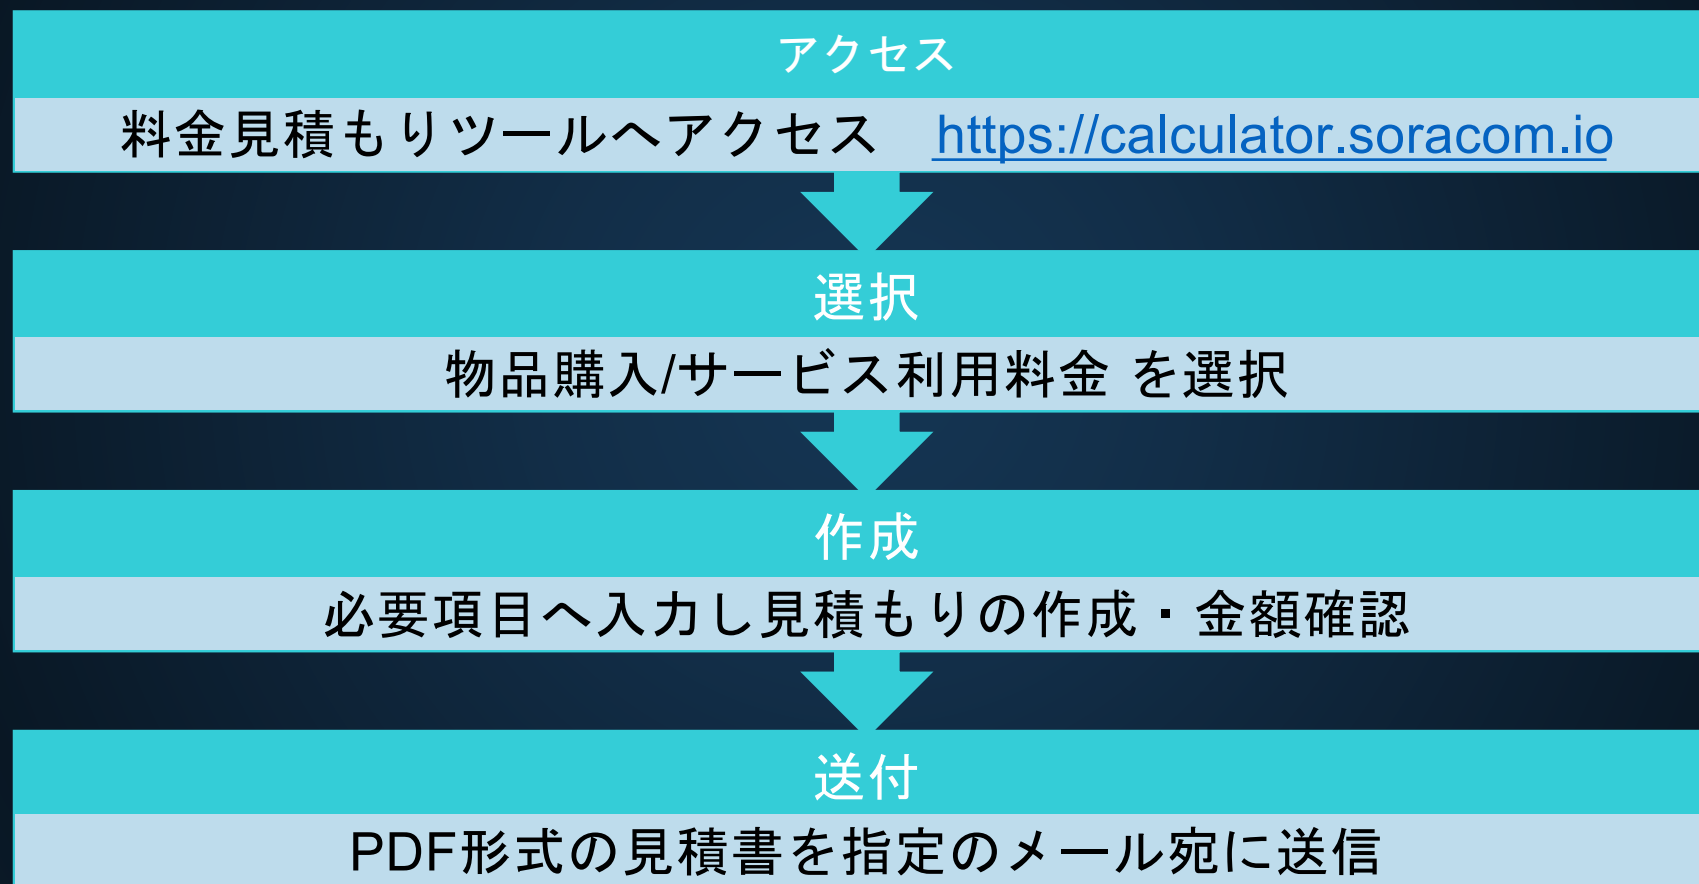 アクセス
料金見積もりツールへアクセス　https://calculator.soracom.io
選択
物品購入/サービス利用料金 を選択
作成
必要項目へ入力し見積もりの作成・金額確認
送付
PDF形式の見積書を指定のメール宛に送信